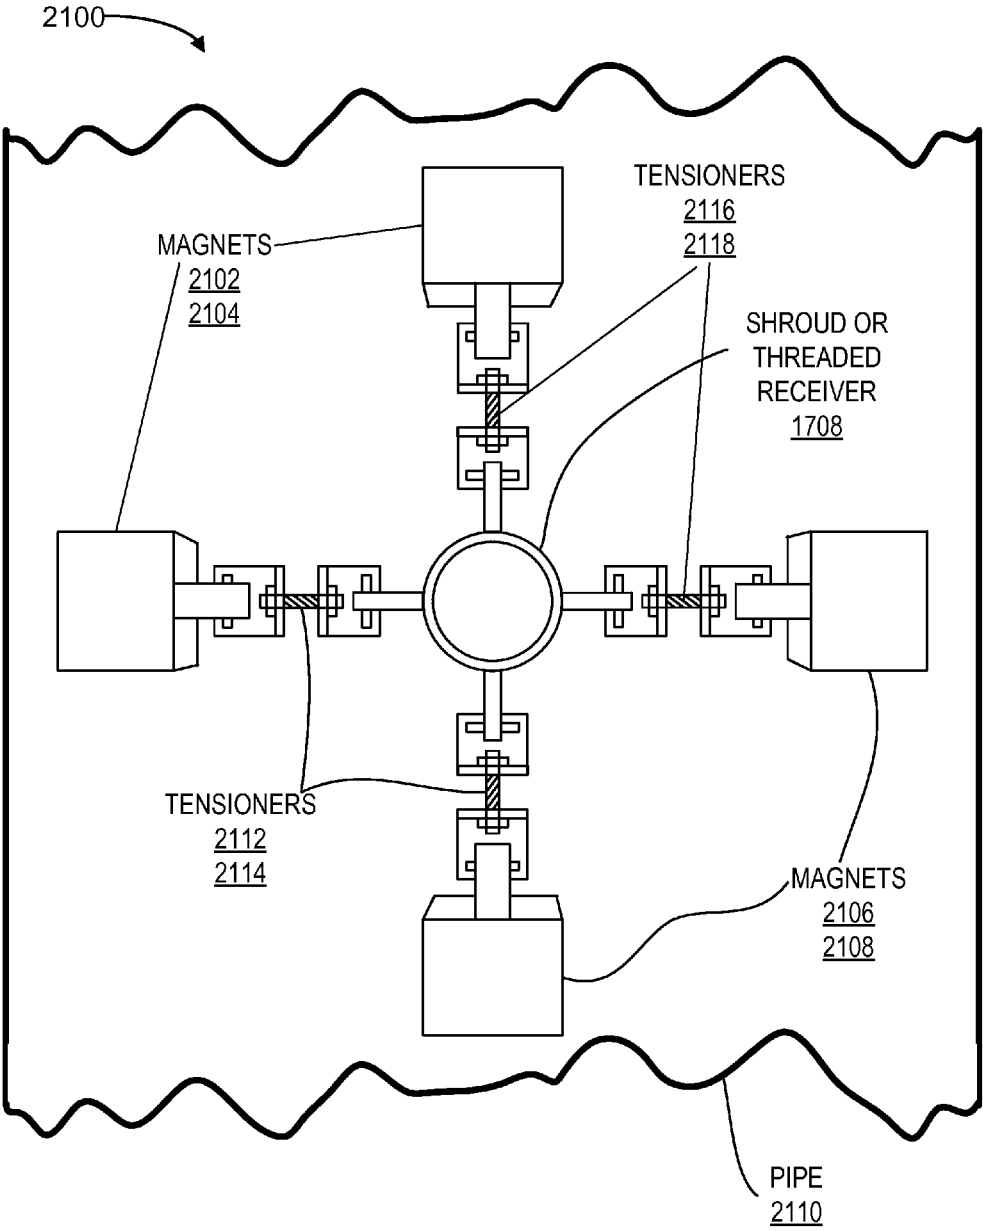 2100
TENSIONERS
2116
2118
MAGNETS
2102
2104
SHROUD OR
THREADED
RECEIVER
1708
TENSIONERS
2112
2114
MAGNETS
2106
2108
PIPE
2110